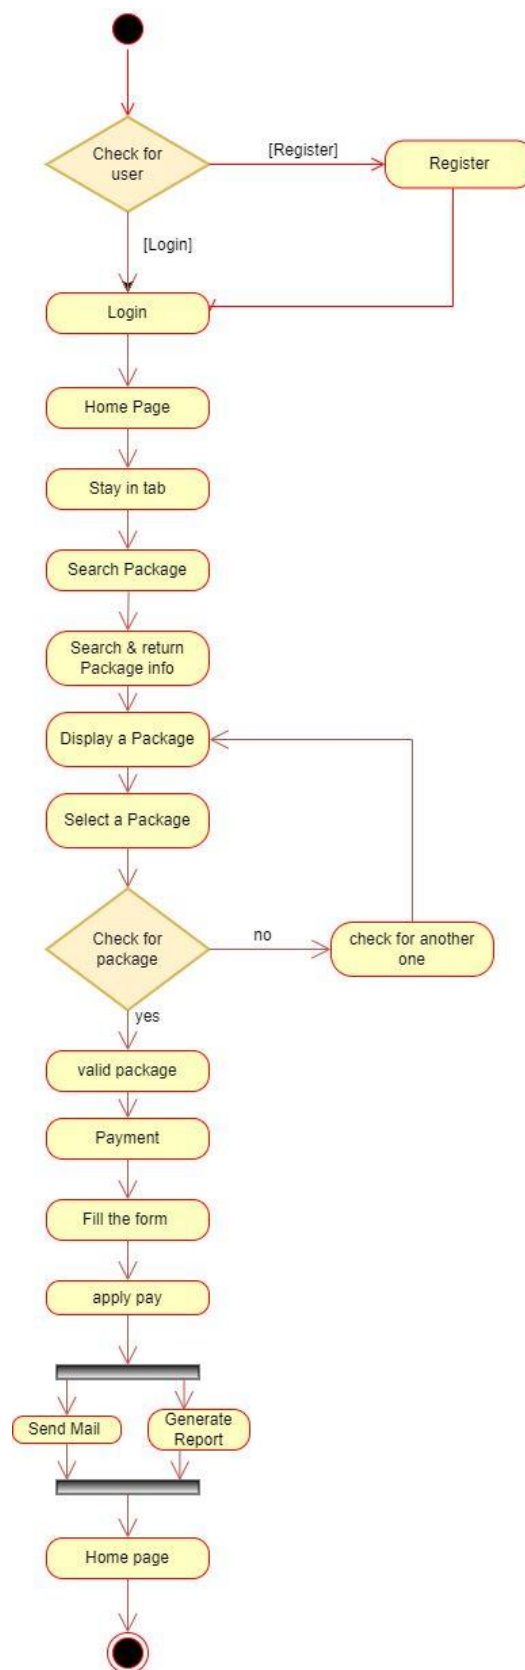 Check for
user
[Register]
Register
[Login]
Login
Home Page
Stay in tab
Search Package
Search & return
Package info
Display a Package
Select a Package
Check for
package
no
check for another
one
yes
valid package
Payment
Fill the form
apply pay
Send Mail
Generate
Report
Home page